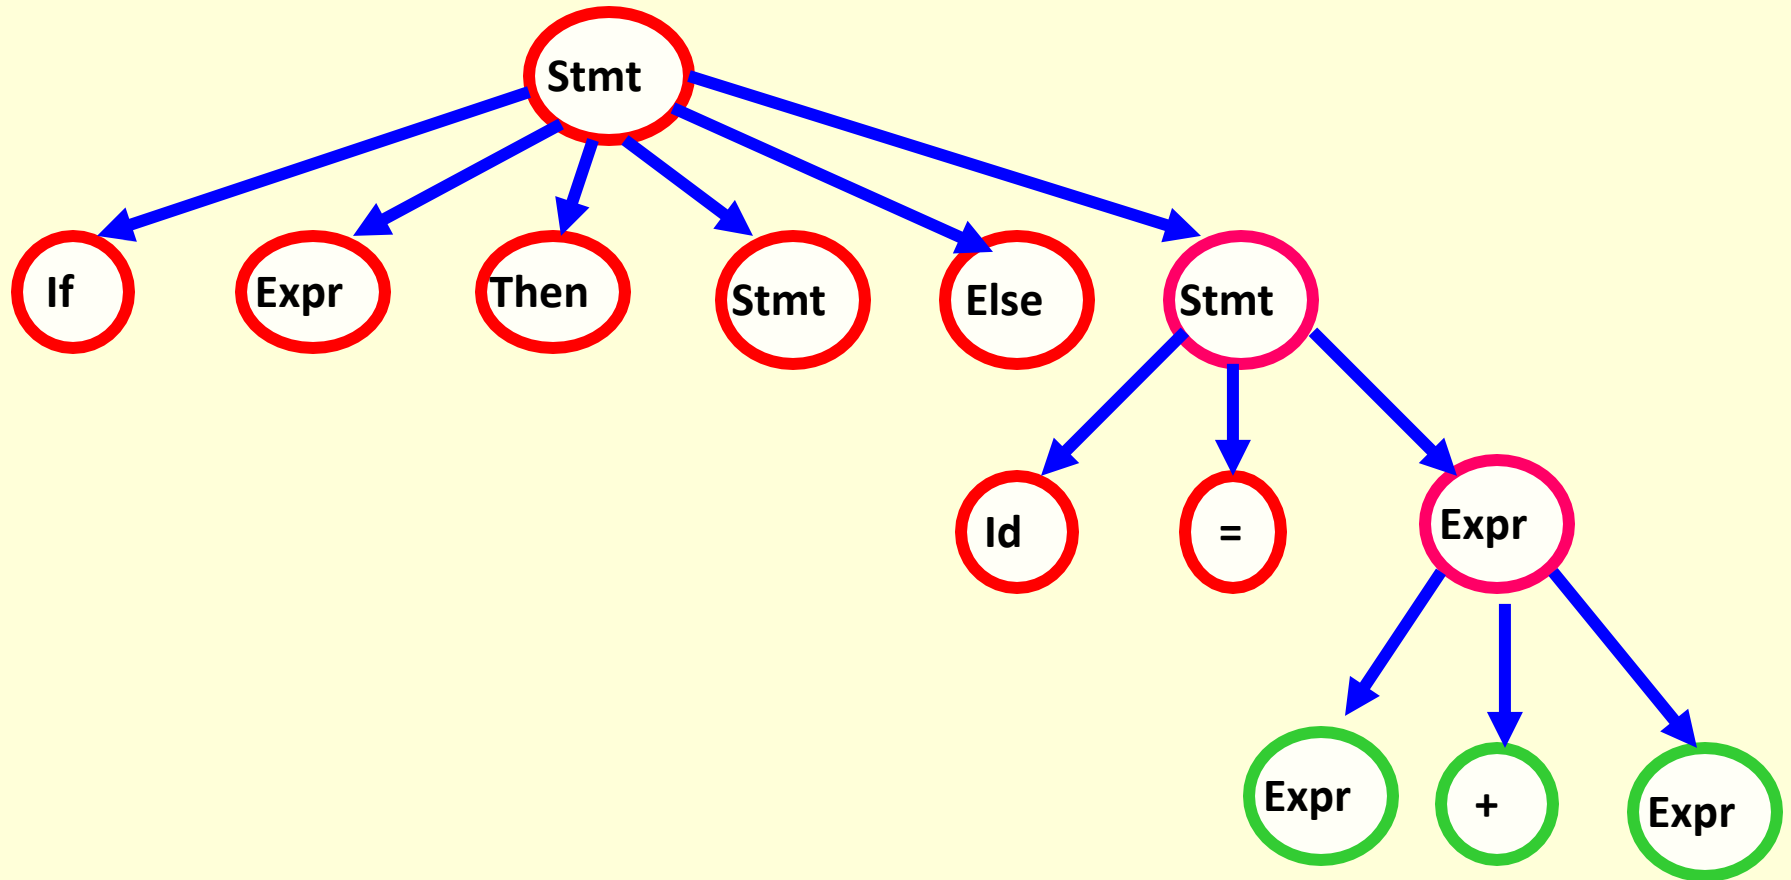 Stmt
If
Expr
Then
Stmt
Else
Stmt
Id
=
Expr
Expr
+
Expr